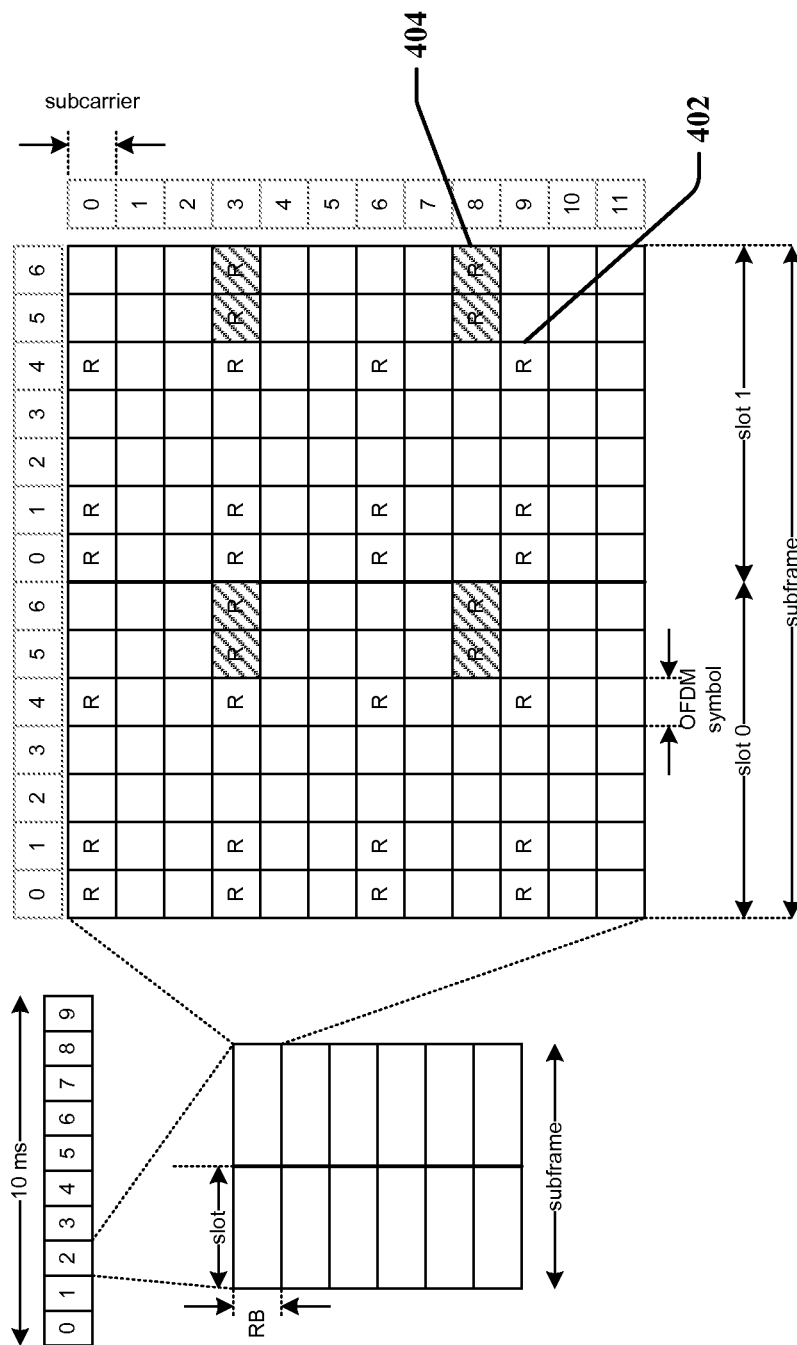 10 ms
0 1 2 3 4 5 6 7 8 9
slot
RB
subframe
subcarrier
0 1 2 3 4 5 6 0 1 2 3 4 5 6
R R R R R R 0
1
2
R R R R R R R R R R 3
4
5
R R R R R R 6
7
R R R R 8
R R R R R R 9
10
11
404
402
OFDM
symbol
slot 0 slot 1
subframe